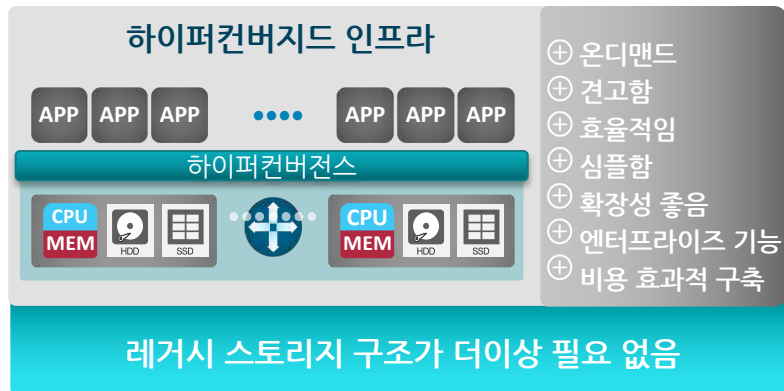 하이퍼컨버지드 인프라
APP APP APP APP APP APP
하이퍼컨버전스
CPU
MEM
HDD
SSD
CPU
MEM
HDD
SSD
온디맨드
견고함
효율적임
심플함
확장성 좋음
엔터프라이즈 기능
비용 효과적 구축
레거시 스토리지 구조가 더이상 필요 없음